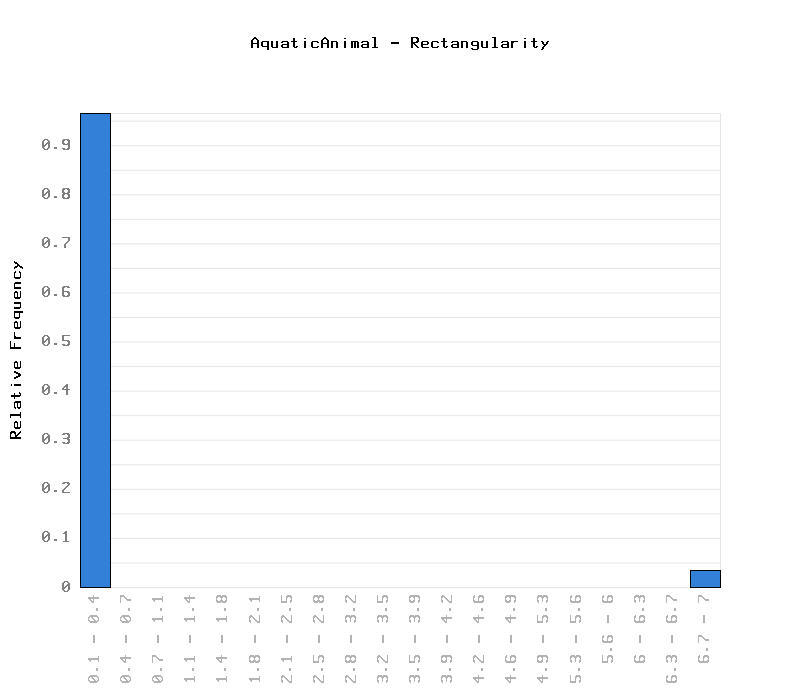 AquaticAnimal - Rectangularity
Relative Frequency
0.9
0.8
0.7
0.6
0.5
0.4
0.3
0.2
0.1
0
0.1 - 0.4
0.4 - 0.7
0.7 - 1.1
1.1 - 1.4
1.4 - 1.8
1.8 - 2.1
2.1 - 2.5
2.5 - 2.8
2.8 - 3.2
3.2 - 3.5
3.5 - 3.9
3.9 - 4.2
4.2 - 4.6
4.6 - 4.9
4.9 - 5.3
5.3 - 5.6
5.6 - 6
6 - 6.3
6.3 - 6.7
6.7 - 7